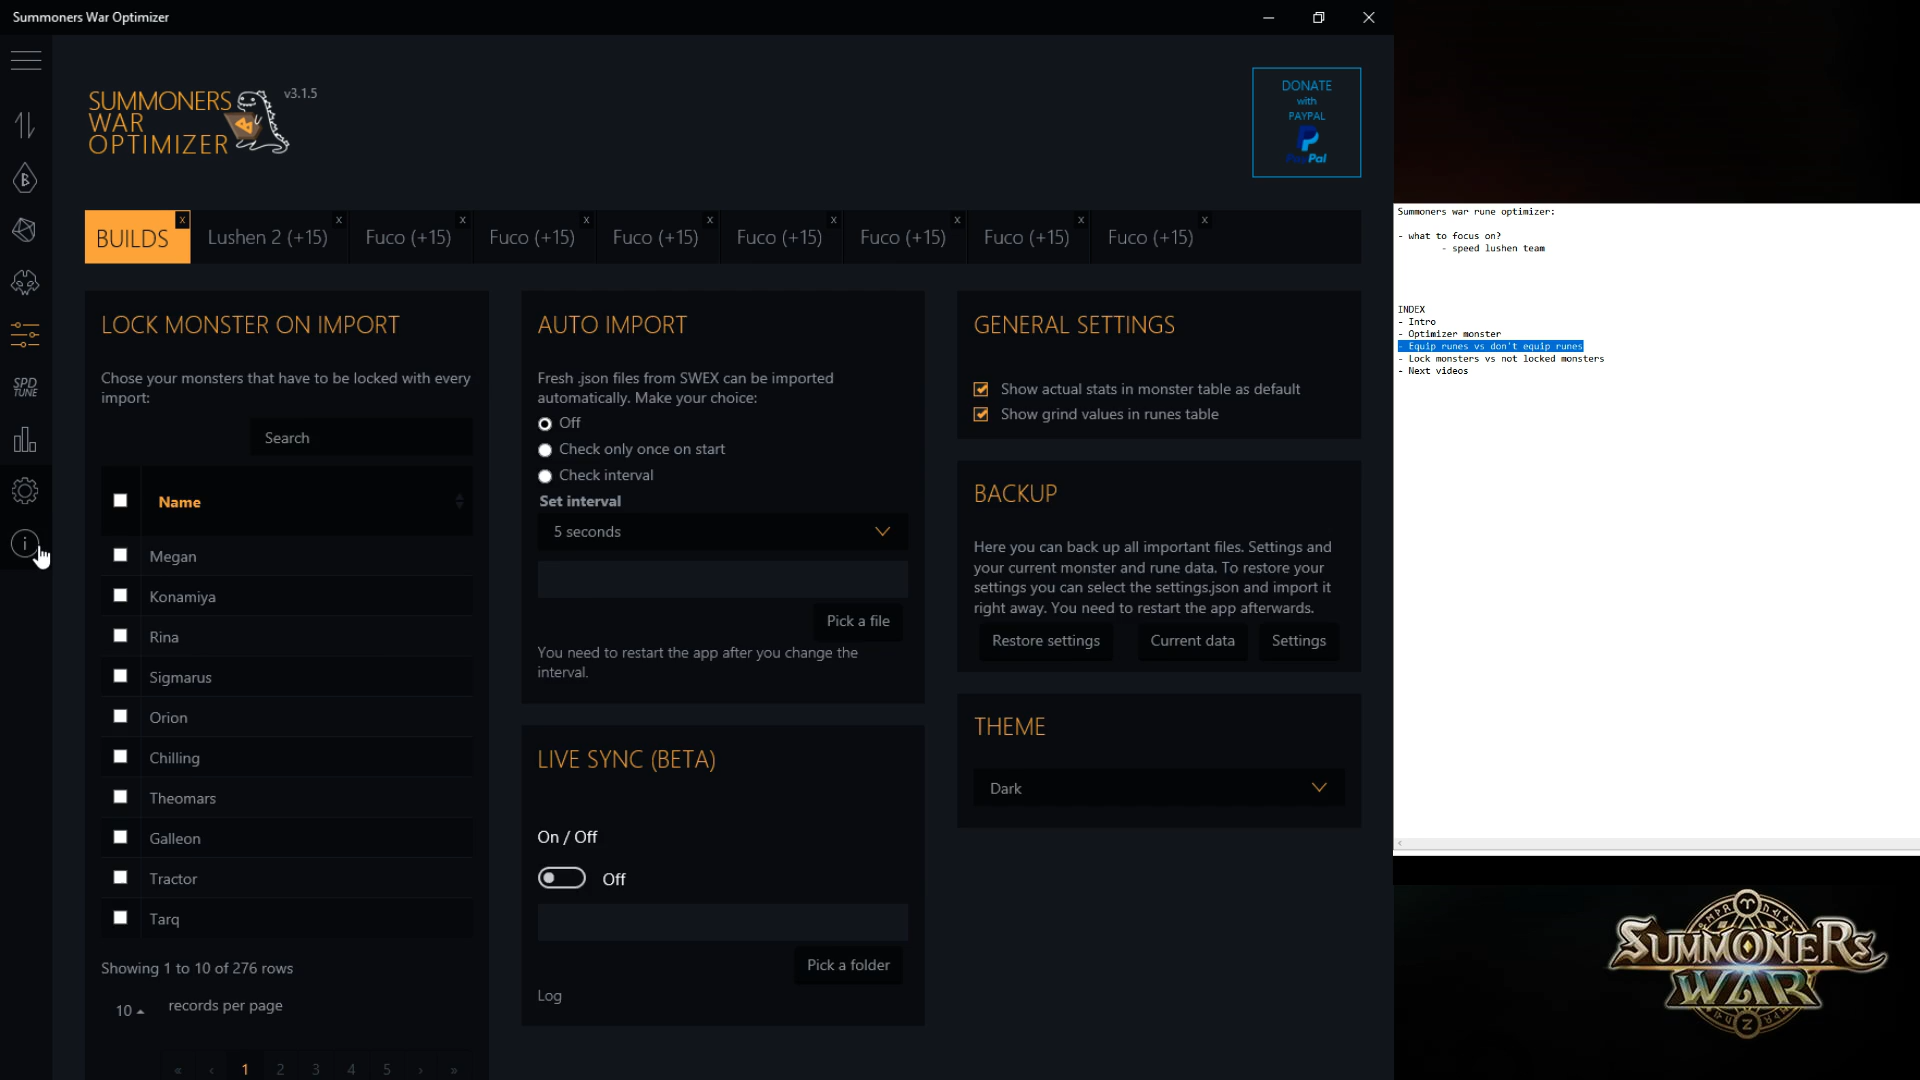 Summoners War Optimizer
SUMMONERS
WAR
OPTIMIZER
v3.1.5
DONATE
with
PAYPAL
PayPal
BUILDS x
Lushen 2 (+15) x
Fuco (+15) x
Fuco (+15) x
Fuco (+15) x
Fuco (+15) x
Fuco (+15) x
Fuco (+15) x
Fuco (+15) x
B
SPD
TUNE
i
LOCK MONSTER ON IMPORT
Chose your monsters that have to be locked with every
import:
Search
Name
Megan
Konamiya
Rina
Sigmarus
Orion
Chilling
Theomars
Galleon
Tractor
Tarq
Showing 1 to 10 of 276 rows
10 records per page
« ‹ 1 2 3 4 5 › »
AUTO IMPORT
Fresh .json files from SWEX can be imported
automatically. Make your choice:
Off
Check only once on start
Check interval
Set interval
5 seconds
Pick a file
You need to restart the app after you change the
interval.
LIVE SYNC (BETA)
On / Off
Off
Pick a folder
Log
GENERAL SETTINGS
Show actual stats in monster table as default
Show grind values in runes table
BACKUP
Here you can back up all important files. Settings and
your current monster and rune data. To restore your
settings you can select the settings.json and import it
right away. You need to restart the app afterwards.
Restore settings Current data Settings
THEME
Dark
Summoners war rune optimizer:
- what to focus on?
- speed lushen team
INDEX
- Intro
- Optimizer monster
- Equip runes vs don't equip runes
- Lock monsters vs not locked monsters
- Next videos
SUMMONERS
WAR